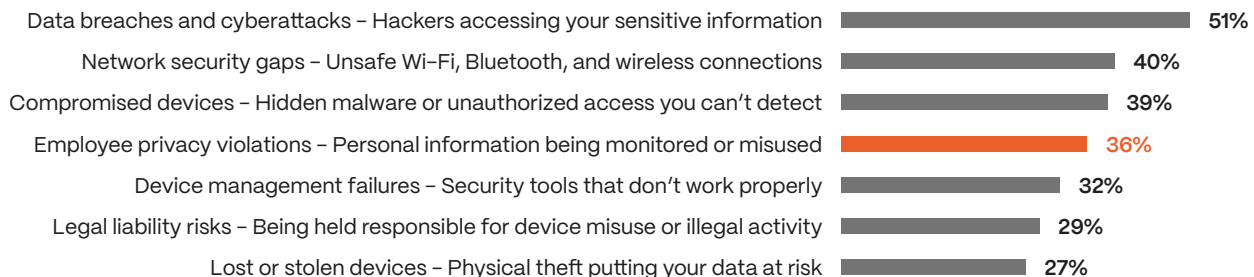 Data breaches and cyberattacks – Hackers accessing your sensitive information 51%
Network security gaps – Unsafe Wi-Fi, Bluetooth, and wireless connections 40%
Compromised devices – Hidden malware or unauthorized access you can’t detect 39%
Employee privacy violations – Personal information being monitored or misused 36%
Device management failures – Security tools that don’t work properly 32%
Legal liability risks – Being held responsible for device misuse or illegal activity 29%
Lost or stolen devices – Physical theft putting your data at risk 27%